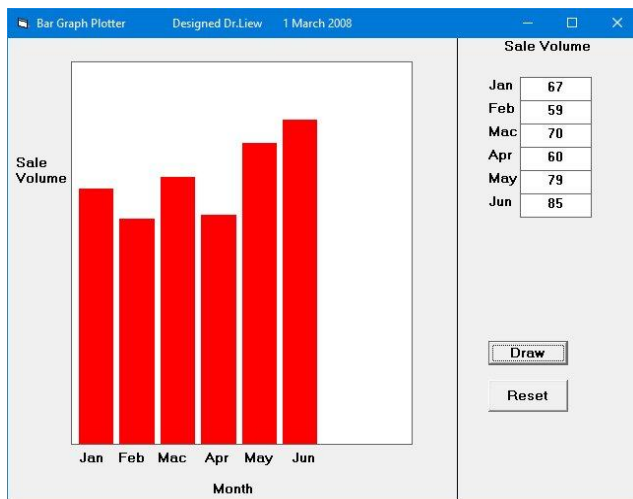 Bar Graph Plotter Designed Dr.Liew 1 March 2008
Sale Volume
Jan 67
Feb 59
Mac 70
Apr 60
May 79
Jun 85
Sale
Volume
Draw
Reset
Jan Feb Mac Apr May Jun
Month